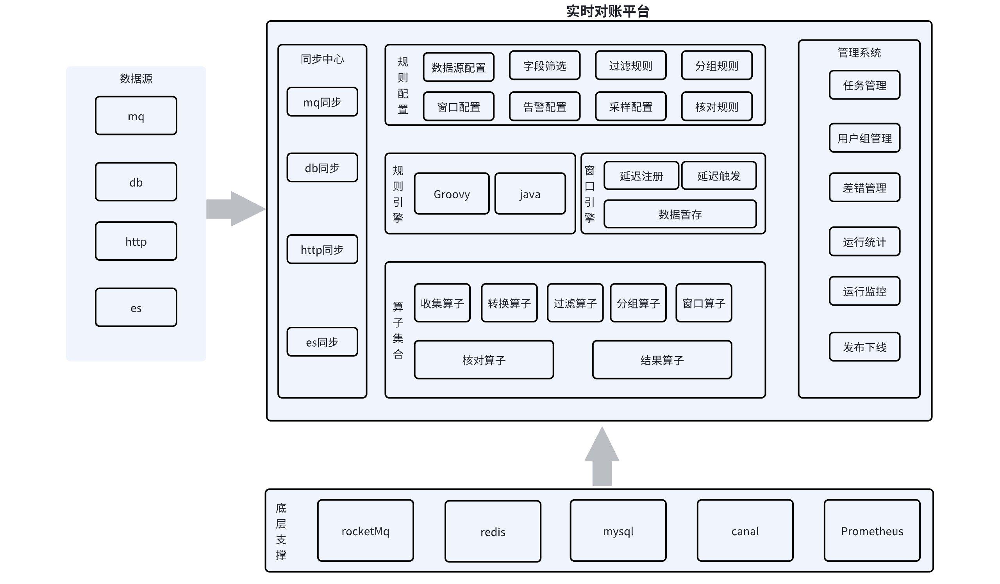 实时对账平台
数据源
mq
db
http
es
同步中心
mq同步
db同步
http同步
es同步
规则配置
数据源配置
字段筛选
过滤规则
分组规则
窗口配置
告警配置
采样配置
核对规则
规则引擎
Groovy
java
窗口引擎
延迟注册
延迟触发
数据暂存
算子集合
收集算子
转换算子
过滤算子
分组算子
窗口算子
核对算子
结果算子
管理系统
任务管理
用户组管理
差错管理
运行统计
运行监控
发布下线
底层支撑
rocketMq
redis
mysql
canal
Prometheus